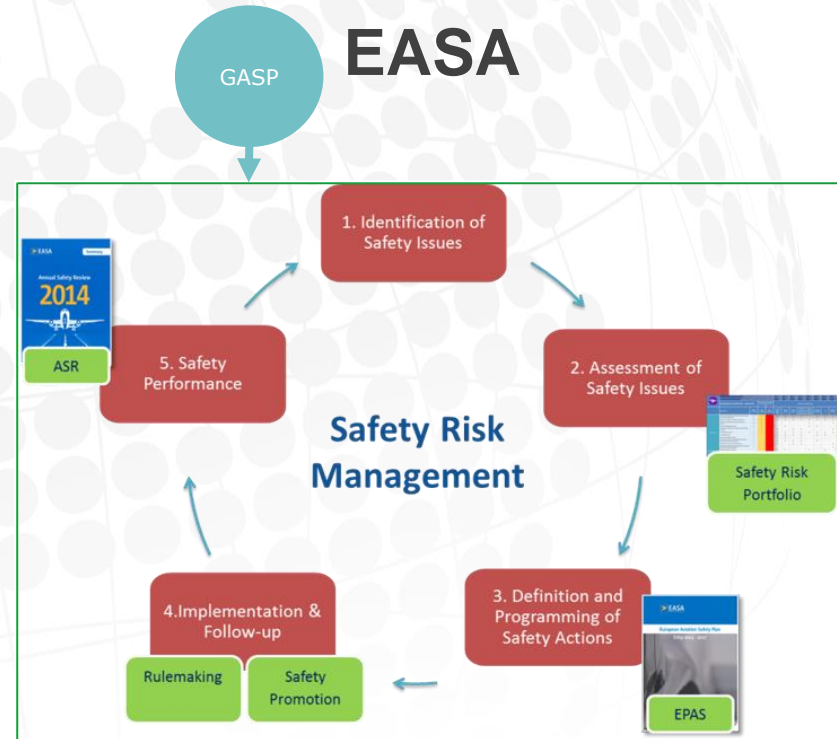 GASP
EASA
1. Identification of
Safety Issues
EASA
Annual Safety Review
2014
ASR
5. Safety
Performance
2. Assessment of
Safety Issues
Safety Risk
Management
Safety Risk
Portfolio
4.Implementation &
Follow-up
Rulemaking
Safety
Promotion
3. Definition and
Programming of
Safety Actions
EASA
European Aviation Safety Plan
EPAS